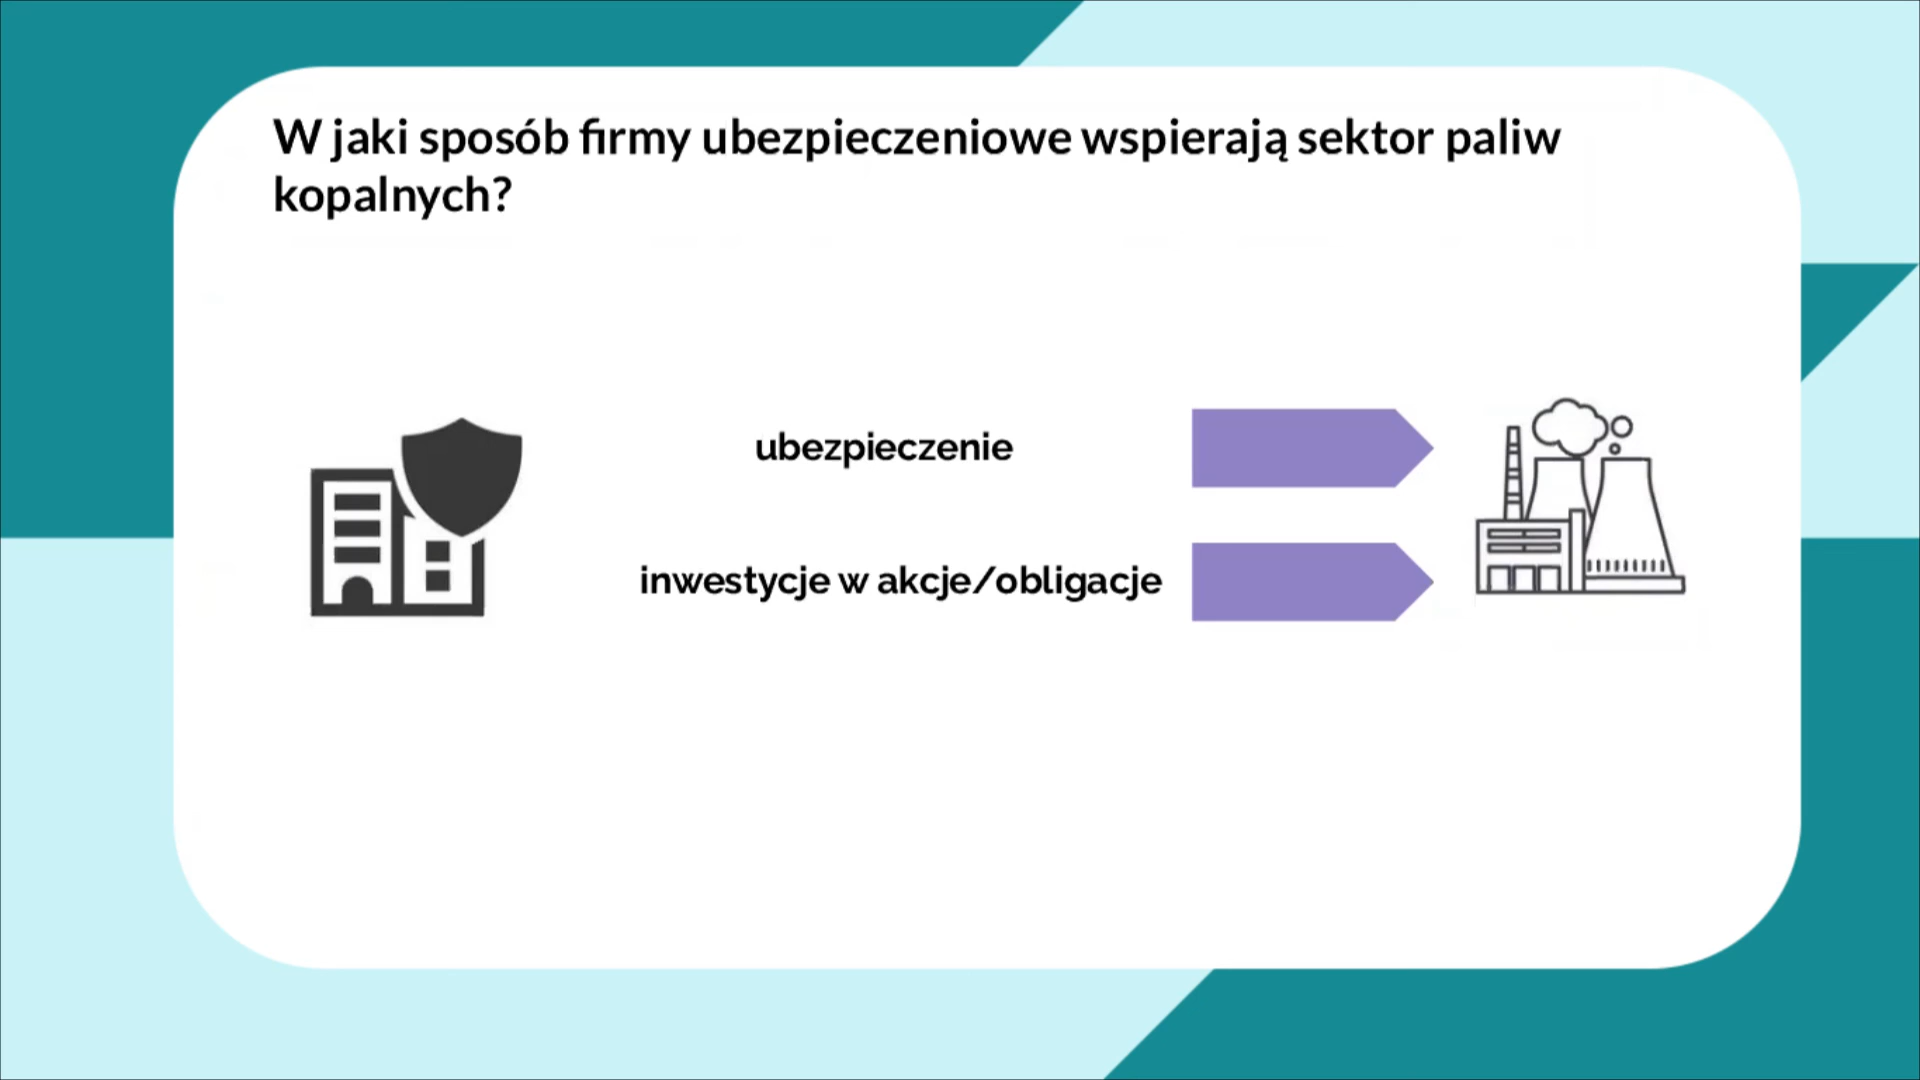 W jaki sposób firmy ubezpieczeniowe wspierają sektor paliw
kopalnych?
ubezpieczenie
inwestycje w akcje/obligacje